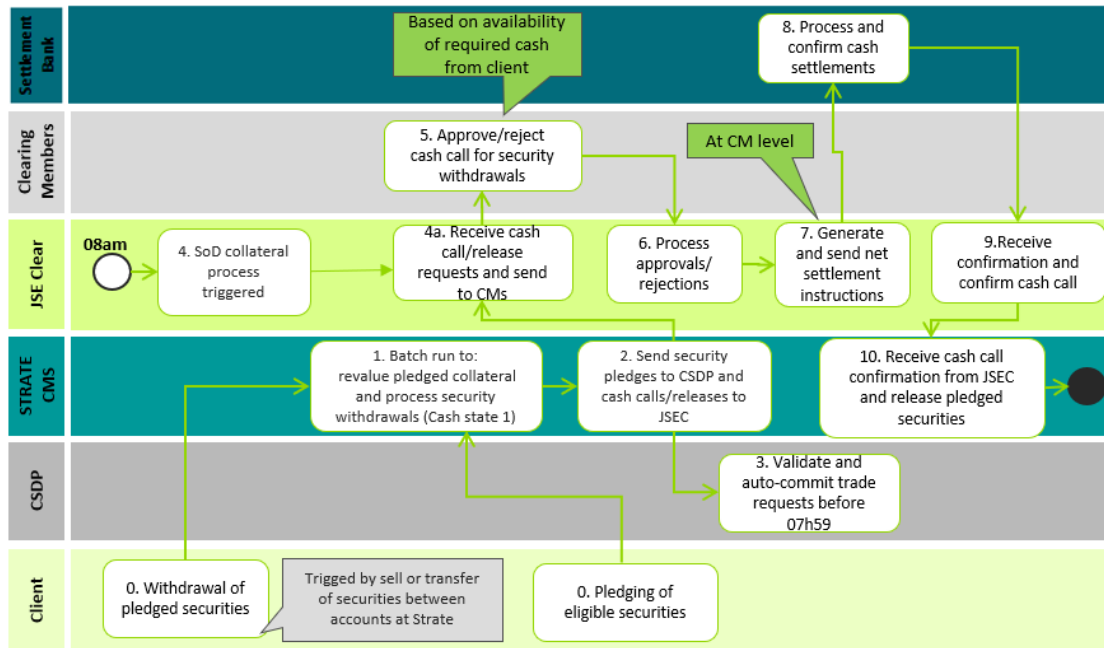 Settlement
Bank
Based on availability
of required cash
from client
8. Process and
confirm cash
settlements
Clearing
Members
5. Approve/reject
cash call for security
withdrawals
At CM level
JSE Clear
08am
4. SoD collateral
process
triggered
4a. Receive cash
call/release
requests and send
to CMs
6. Process
approvals/
rejections
7. Generate
and send net
settlement
instructions
9.Receive
confirmation and
confirm cash call
STRATE
CMS
1. Batch run to:
revalue pledged collateral
and process security
withdrawals (Cash state 1)
2. Send security
pledges to CSDP and
cash calls/releases to
JSEC
10. Receive cash call
confirmation from JSEC
and release pledged
securities
CSDP
3. Validate and
auto-commit trade
requests before
07h59
Client
0. Withdrawal of
pledged securities
Trigged by sell or transfer
of securities between
accounts at Strate
0. Pledging of
eligible securities